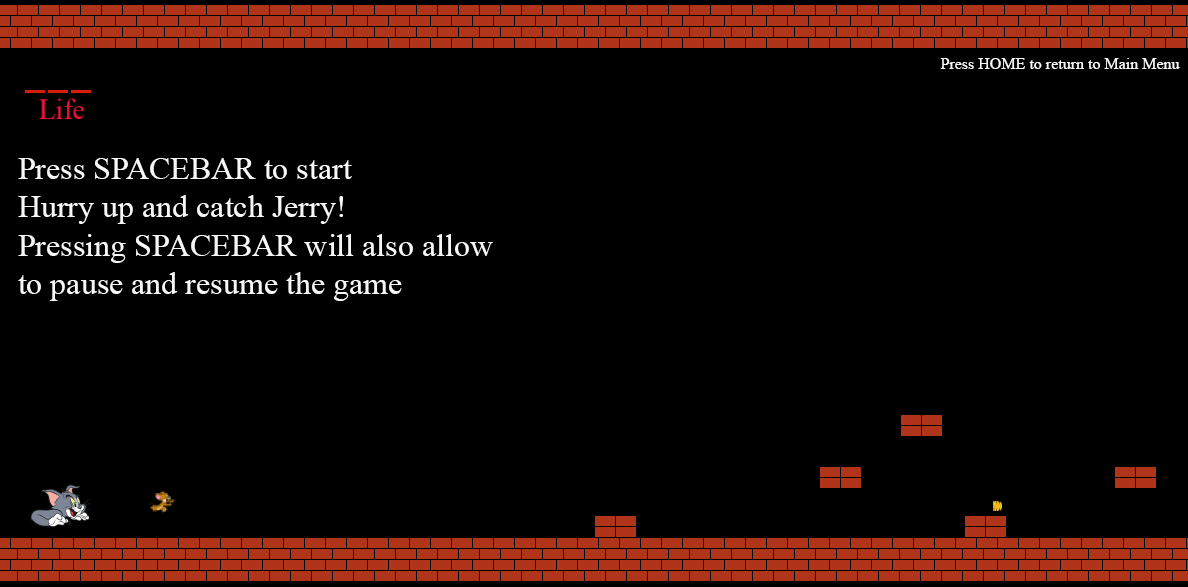 Press HOME to return to Main Menu
Life
Press SPACEBAR to start
Hurry up and catch Jerry!
Pressing SPACEBAR will also allow
to pause and resume the game